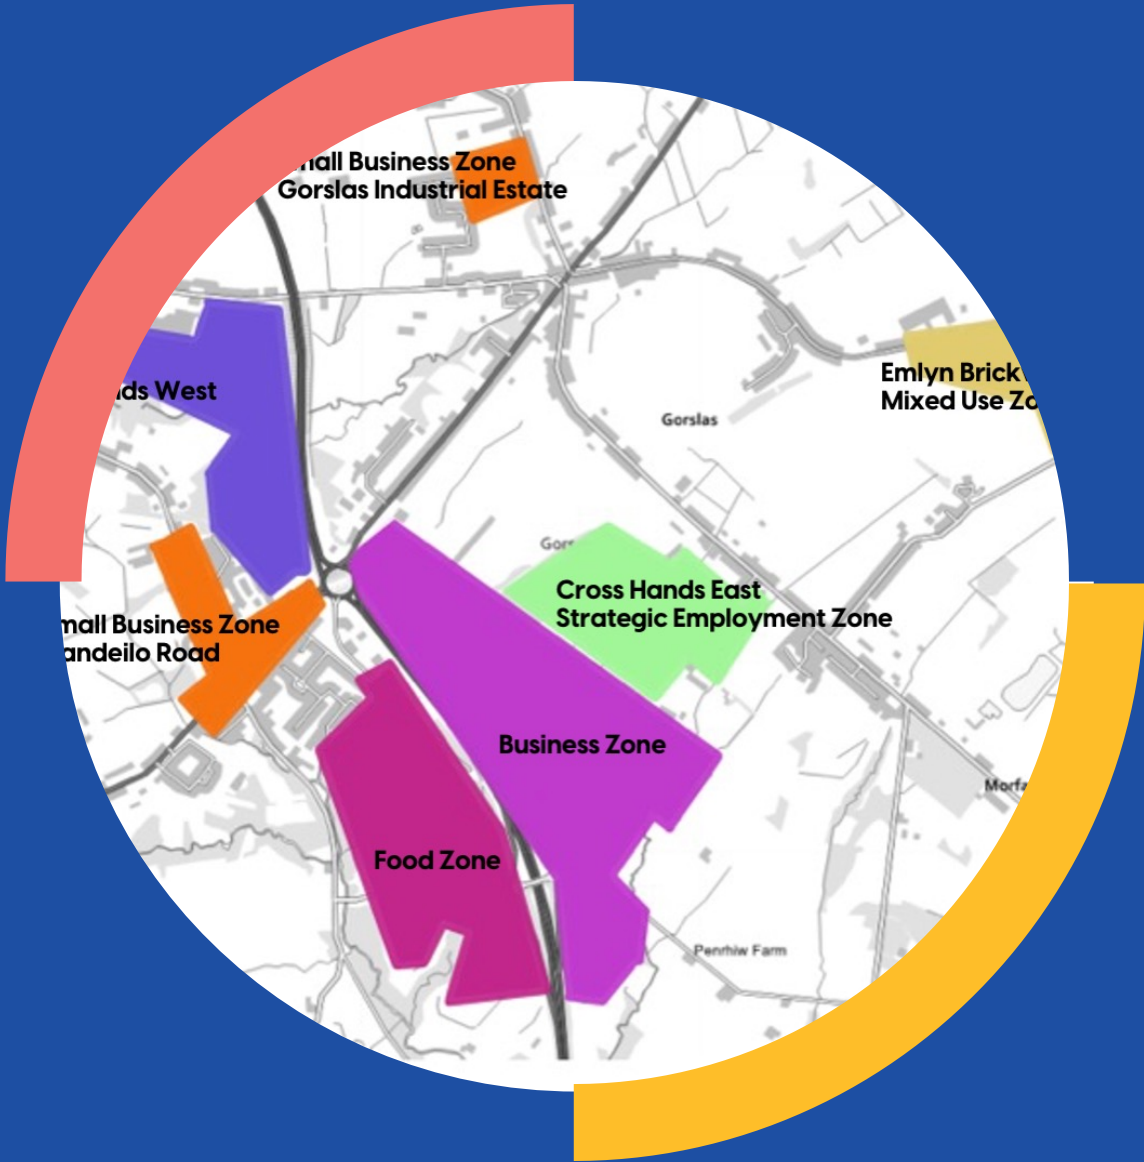 mall Business Zone
Gorslas Industrial Estate
ds West
Emlyn Brick
Mixed Use Zo
Gorslas
Gors
Cross Hands East
Strategic Employment Zone
mall Business Zone
andeilo Road
Business Zone
Morfa
Food Zone
Penrhiw Farm